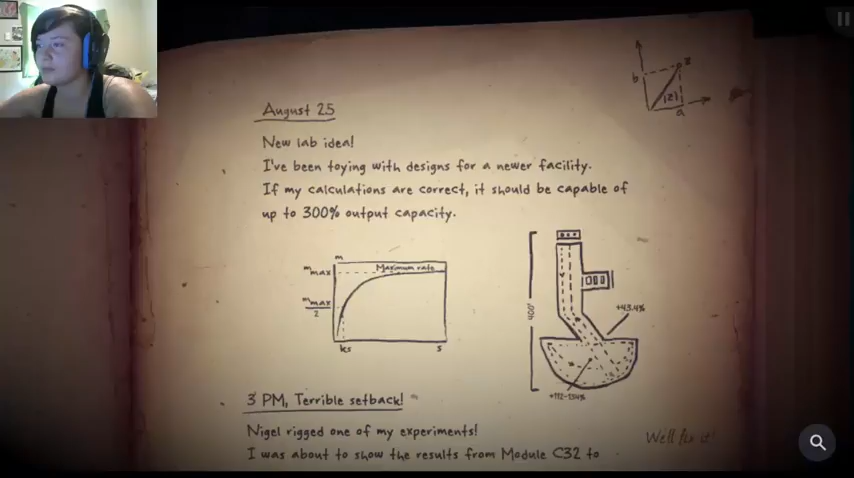 August 25
New lab idea!
I've been toying with designs for a newer facility.
If my calculations are correct, it should be capable of
up to 300% output capacity.
b
z
|z|
a
m
m max
Maximum rate
m max
2
ks
s
400'
+43.4%
3 PM, Terrible setback!
Nigel rigged one of my experiments!
I was about to show the results from Module C32 to
We'll fix it!